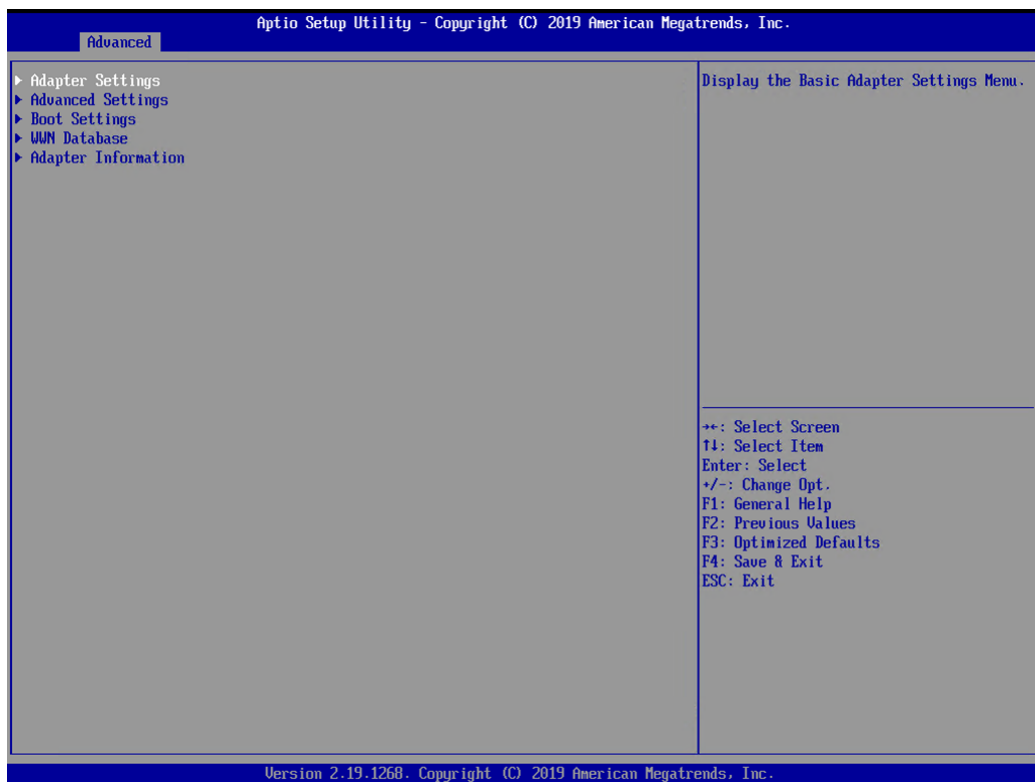 Aptio Setup Utility - Copyright (C) 2019 American Megatrends, Inc.
Advanced
▶ Adapter Settings
▶ Advanced Settings
▶ Boot Settings
▶ WWN Database
▶ Adapter Information
Display the Basic Adapter Settings Menu.
→←: Select Screen
↑↓: Select Item
Enter: Select
+/-: Change Opt.
F1: General Help
F2: Previous Values
F3: Optimized Defaults
F4: Save & Exit
ESC: Exit
Version 2.19.1268. Copyright (C) 2019 American Megatrends, Inc.